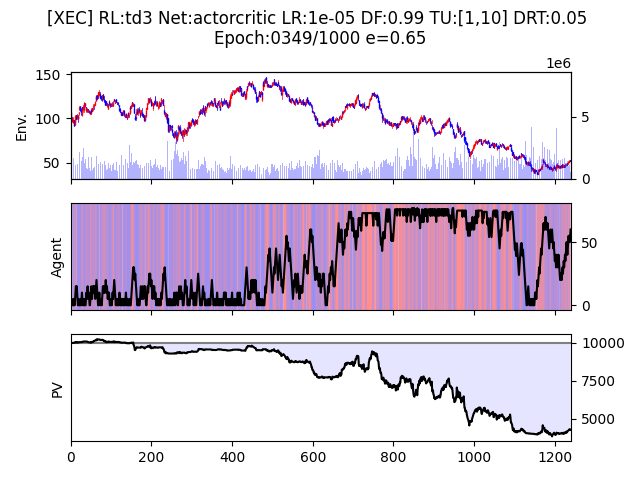 [XEC] RL:td3 Net:actorcritic LR:1e-05 DF:0.99 TU:[1,10] DRT:0.05
Epoch:0349/1000 e=0.65
1e6
150
100
50
Env.
5
0
Agent
50
0
PV
10000
7500
5000
0 200 400 600 800 1000 1200